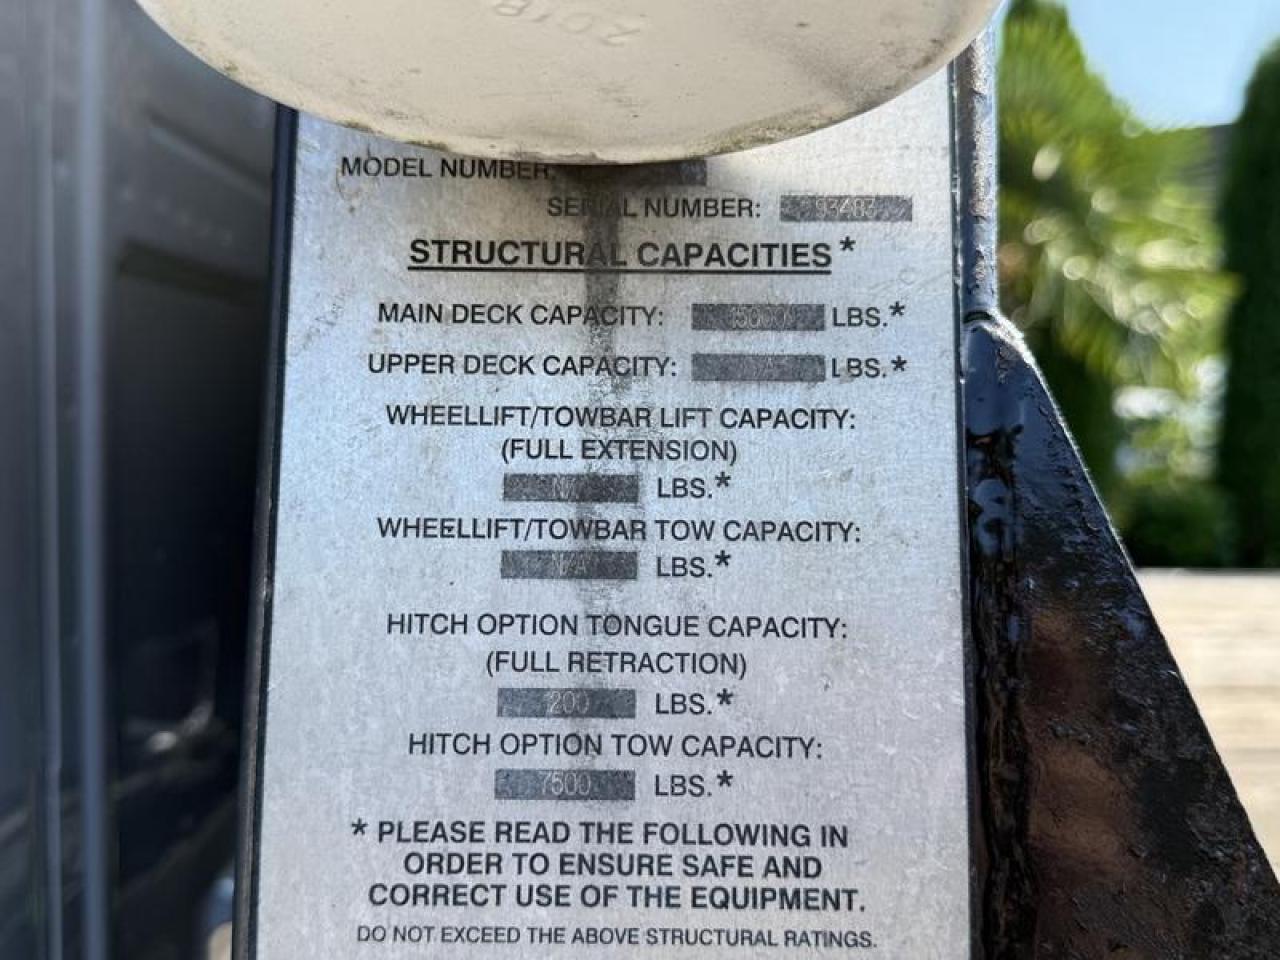 2018
MODEL NUMBER:
SERIAL NUMBER: 93483
STRUCTURAL CAPACITIES*
MAIN DECK CAPACITY: LBS.*
UPPER DECK CAPACITY: LBS.*
WHEELLIFT/TOWBAR LIFT CAPACITY:
(FULL EXTENSION)
LBS.*
WHEELLIFT/TOWBAR TOW CAPACITY:
N/A LBS.*
HITCH OPTION TONGUE CAPACITY:
(FULL RETRACTION)
200 LBS.*
HITCH OPTION TOW CAPACITY:
7500 LBS.*
* PLEASE READ THE FOLLOWING IN
ORDER TO ENSURE SAFE AND
CORRECT USE OF THE EQUIPMENT.
DO NOT EXCEED THE ABOVE STRUCTURAL RATINGS.